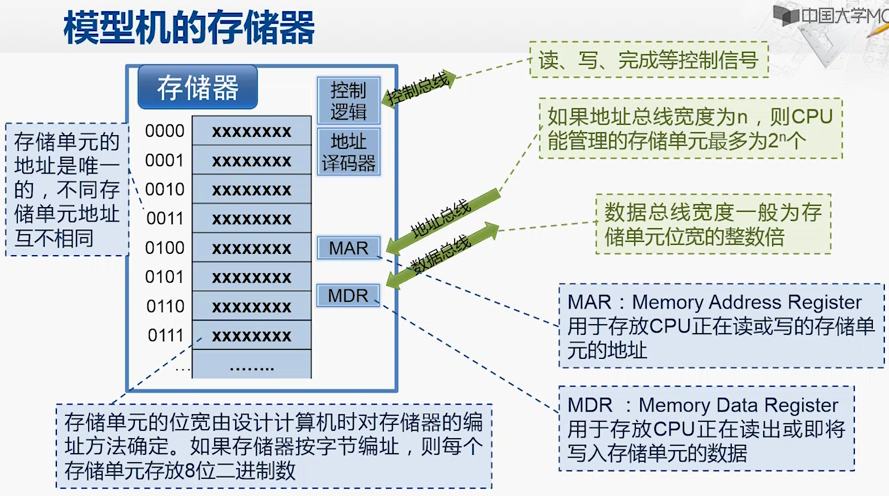 模型机的存储器
中国大学MO
存储器
控制
逻辑
地址
译码器
0000 xxxxxxxx
0001 xxxxxxxx
0010 xxxxxxxx
0011 xxxxxxxx
0100 xxxxxxxx
0101 xxxxxxxx
0110 xxxxxxxx
0111 xxxxxxxx
... ........
MAR
MDR
控制总线
地址总线
数据总线
存储单元的
地址是唯一
的，不同存
储单元地址
互不相同
读、写、完成等控制信号
如果地址总线宽度为n，则CPU
能管理的存储单元最多为2ⁿ个
数据总线宽度一般为存
储单元位宽的整数倍
MAR：Memory Address Register
用于存放CPU正在读或写的存储单
元的地址
MDR ：Memory Data Register
用于存放CPU正在读出或即将
写入存储单元的数据
存储单元的位宽由设计计算机时对存储器的编
址方法确定。如果存储器按字节编址，则每个
存储单元存放8位二进制数